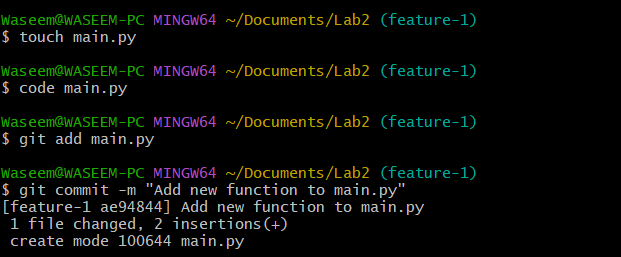 Waseem@WASEEM-PC MINGW64 ~/Documents/Lab2 (feature-1)
$ touch main.py
Waseem@WASEEM-PC MINGW64 ~/Documents/Lab2 (feature-1)
$ code main.py
Waseem@WASEEM-PC MINGW64 ~/Documents/Lab2 (feature-1)
$ git add main.py
Waseem@WASEEM-PC MINGW64 ~/Documents/Lab2 (feature-1)
$ git commit -m "Add new function to main.py"
[feature-1 ae94844] Add new function to main.py
 1 file changed, 2 insertions(+)
 create mode 100644 main.py